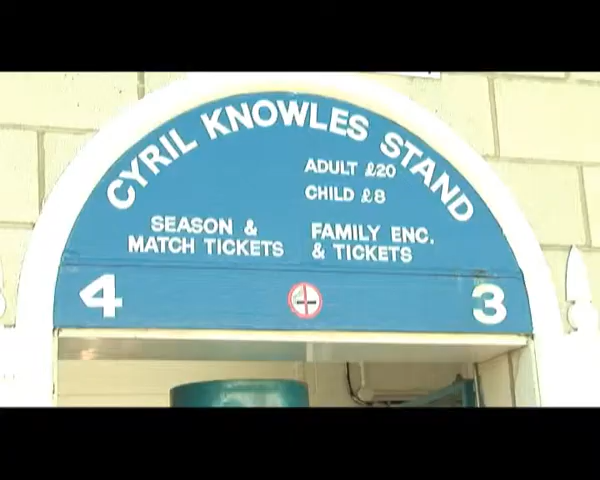 CYRIL KNOWLES STAND
ADULT £20
CHILD £8
SEASON &
MATCH TICKETS
FAMILY ENC.
& TICKETS
4
3